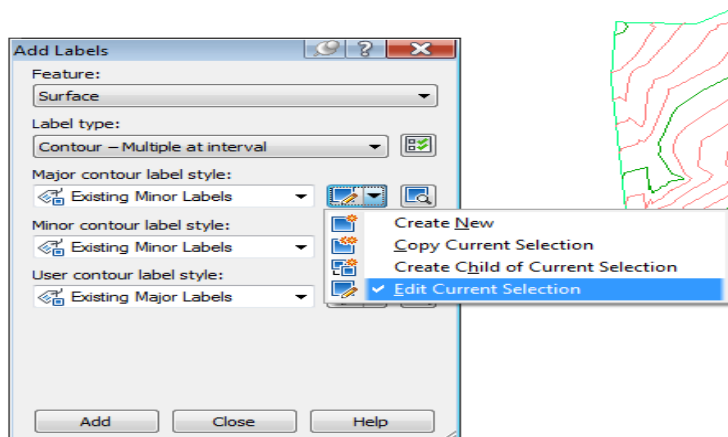 Add Labels
Feature:
Surface
Label type:
Contour – Multiple at interval
Major contour label style:
Existing Minor Labels
Minor contour label style:
Existing Minor Labels
User contour label style:
Existing Major Labels
Create New
Copy Current Selection
Create Child of Current Selection
Edit Current Selection
Add
Close
Help